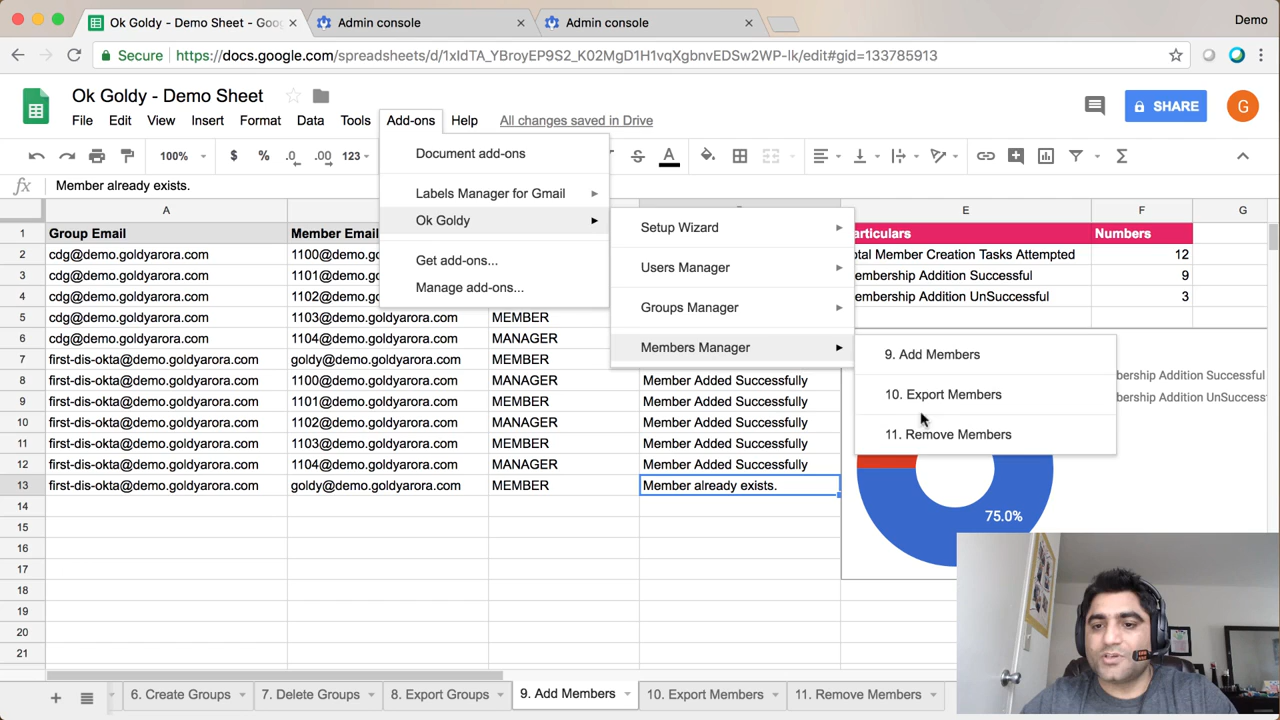 Ok Goldy - Demo Sheet - Goo
Admin console
Admin console
Demo
Secure
https://docs.google.com/spreadsheets/d/1xIdTA_YBroyEP9S2_K02MgD1H1vqXgbnvEDSw2WP-lk/edit#gid=133785913
Ok Goldy - Demo Sheet
SHARE
G
File Edit View Insert Format Data Tools Add-ons Help All changes saved in Drive
100% $ % .0 .00 123
fx Member already exists.
Document add-ons
Labels Manager for Gmail
Ok Goldy
Get add-ons...
Manage add-ons...
Setup Wizard
Users Manager
Groups Manager
Members Manager
9. Add Members
10. Export Members
11. Remove Members
A E F G
1 Group Email Member Email articulars Numbers
2 cdg@demo.goldyarora.com 1100@demo.g otal Member Creation Tasks Attempted 12
3 cdg@demo.goldyarora.com 1101@demo.g embership Addition Successful 9
4 cdg@demo.goldyarora.com 1102@demo.g embership Addition UnSuccessful 3
5 cdg@demo.goldyarora.com 1103@demo.goldyarora.com MEMBER
6 cdg@demo.goldyarora.com 1104@demo.goldyarora.com MANAGER
7 first-dis-okta@demo.goldyarora.com goldy@demo.goldyarora.com MEMBER
8 first-dis-okta@demo.goldyarora.com 1100@demo.goldyarora.com MANAGER Member Added Successfully
9 first-dis-okta@demo.goldyarora.com 1101@demo.goldyarora.com MEMBER Member Added Successfully
10 first-dis-okta@demo.goldyarora.com 1102@demo.goldyarora.com MANAGER Member Added Successfully
11 first-dis-okta@demo.goldyarora.com 1103@demo.goldyarora.com MEMBER Member Added Successfully
12 first-dis-okta@demo.goldyarora.com 1104@demo.goldyarora.com MANAGER Member Added Successfully
13 first-dis-okta@demo.goldyarora.com goldy@demo.goldyarora.com MEMBER Member already exists.
14
15
16
17
18
19
20
21
bership Addition Successful
bership Addition UnSuccess
75.0%
6. Create Groups 7. Delete Groups 8. Export Groups 9. Add Members 10. Export Members 11. Remove Members